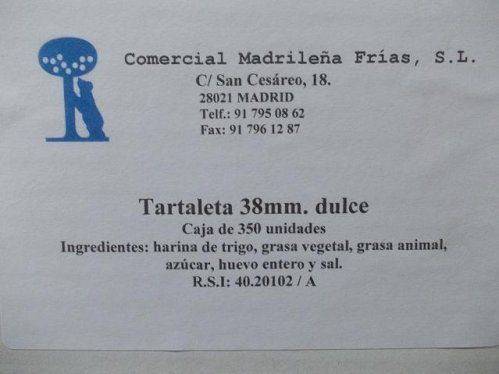 Comercial Madrileña Frías, S.L.
C/ San Cesáreo, 18.
28021 MADRID
Telf.: 91 795 08 62
Fax: 91 796 12 87
Tartaleta 38mm. dulce
Caja de 350 unidades
Ingredientes: harina de trigo, grasa vegetal, grasa animal,
azúcar, huevo entero y sal.
R.S.I: 40.20102 / A